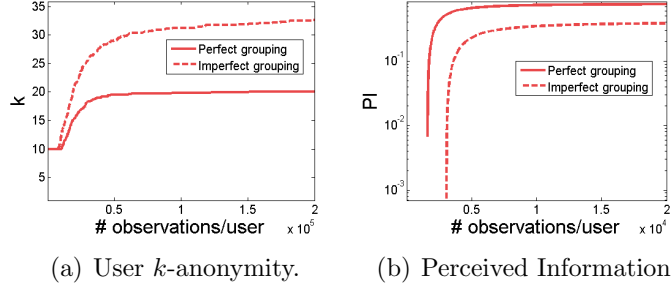 35
30
25
20
15
10
5
k
Perfect grouping
Imperfect grouping
0.5 1 1.5 2
# observations/user x 10^5
(a) User k-anonymity.
10^-1
10^-2
10^-3
PI
Perfect grouping
Imperfect grouping
0.5 1 1.5 2
# observations/user x 10^4
(b) Perceived Information